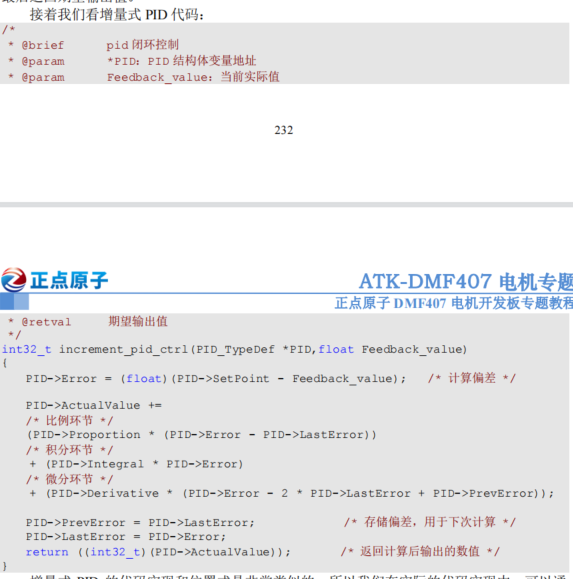 接着我们看增量式 PID 代码：
/*
 * @brief      pid 闭环控制
 * @param      *PID：PID 结构体变量地址
 * @param      Feedback_value：当前实际值
232
正点原子
ATK-DMF407 电机专题
正点原子 DMF407 电机开发板专题教程
 * @retval     期望输出值
 */
int32_t increment_pid_ctrl(PID_TypeDef *PID,float Feedback_value)
{
    PID->Error = (float)(PID->SetPoint - Feedback_value);   /* 计算偏差 */
    PID->ActualValue +=
    /* 比例环节 */
    (PID->Proportion * (PID->Error - PID->LastError))
    /* 积分环节 */
    + (PID->Integral * PID->Error)
    /* 微分环节 */
    + (PID->Derivative * (PID->Error - 2 * PID->LastError + PID->PrevError));
    PID->PrevError = PID->LastError;             /* 存储偏差，用于下次计算 */
    PID->LastError = PID->Error;
    return ((int32_t)(PID->ActualValue));       /* 返回计算后输出的数值 */
}